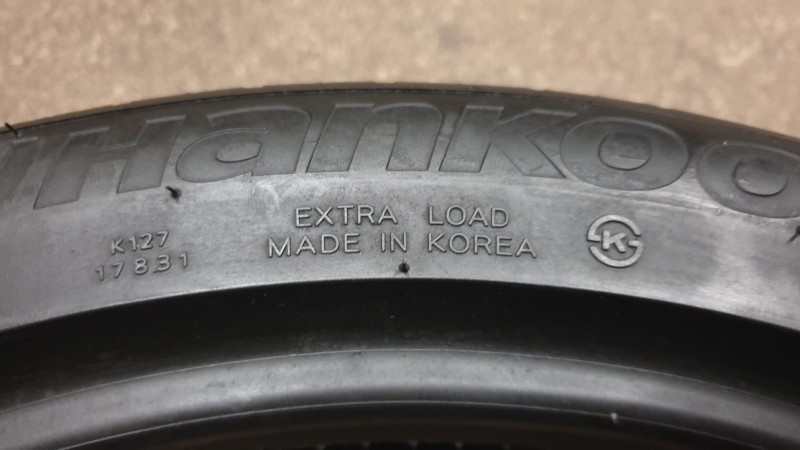 Hankoo
K127
17831
EXTRA LOAD
MADE IN KOREA
K